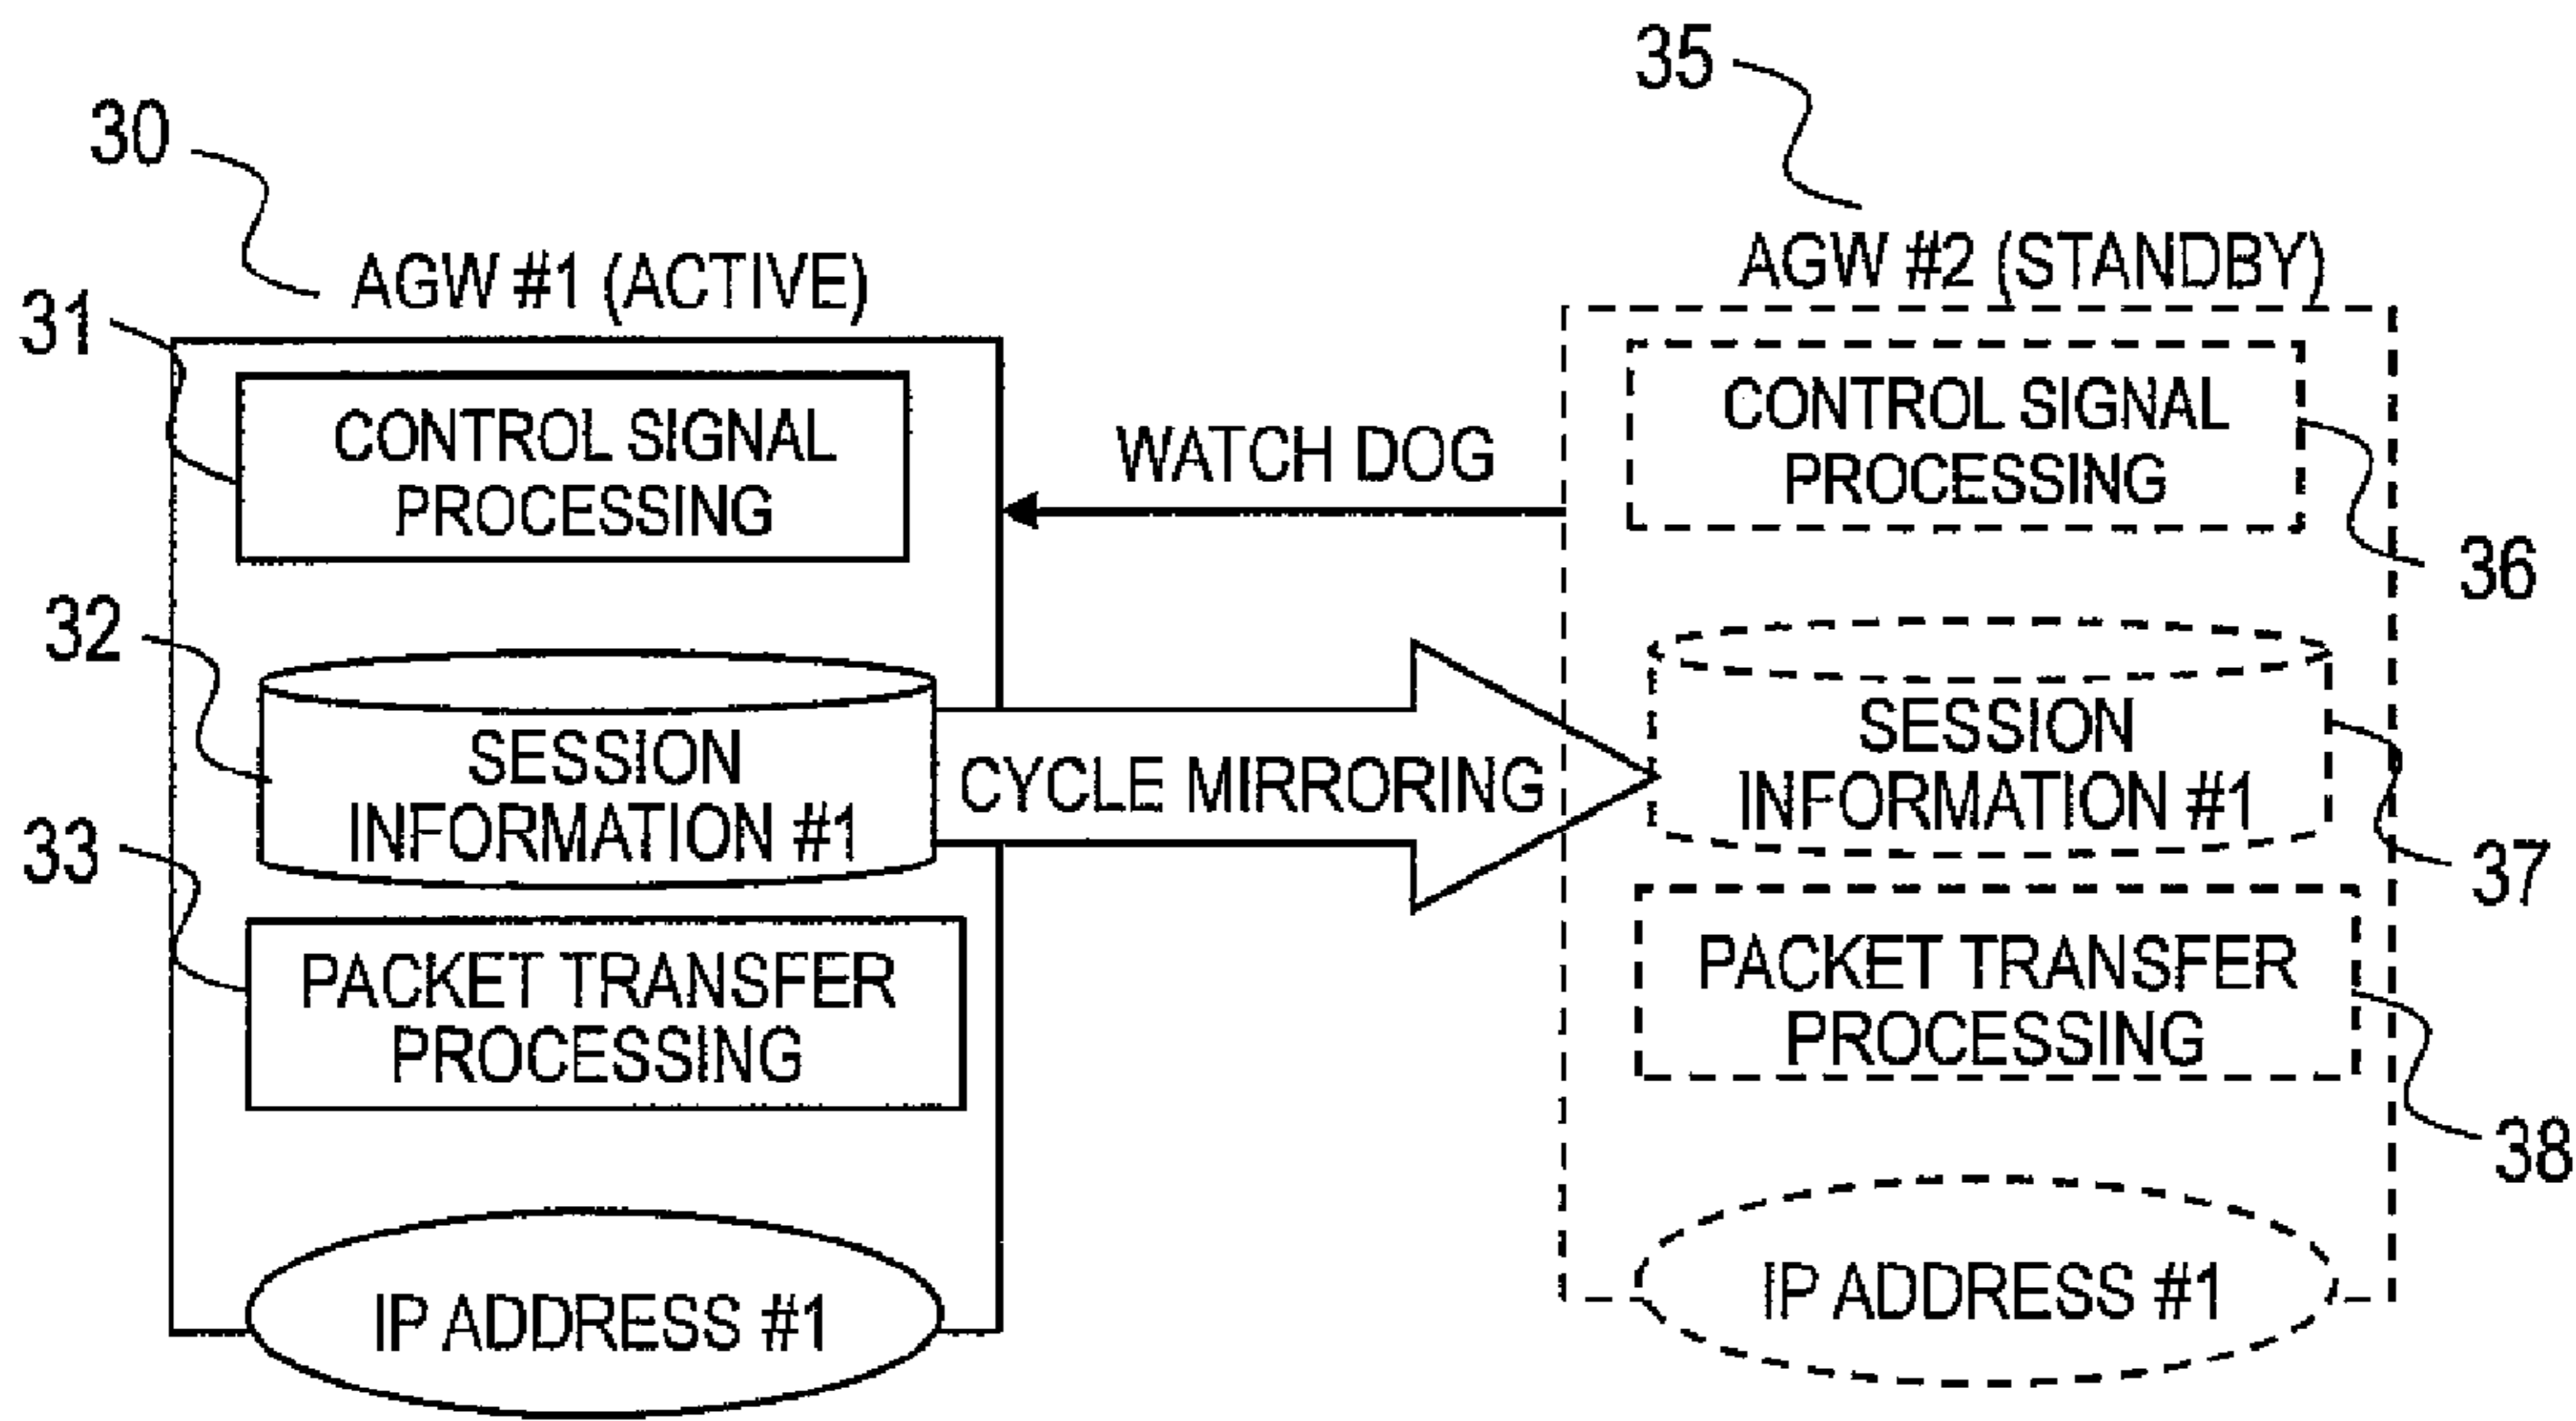 35
30
AGW #2 (STANDBY)
AGW #1 (ACTIVE)
31
CONTROL SIGNAL
PROCESSING
WATCH DOG
CONTROL SIGNAL
PROCESSING
36
32
SESSION
INFORMATION #1
CYCLE MIRRORING
SESSION
INFORMATION #1
37
33
PACKET TRANSFER
PROCESSING
PACKET TRANSFER
PROCESSING
38
IP ADDRESS #1
IP ADDRESS #1